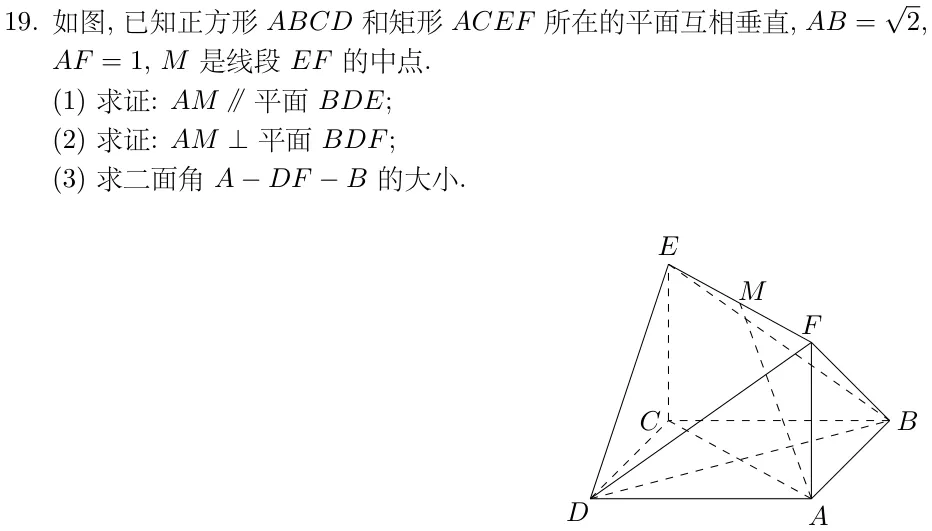 19. 如图, 已知正方形 ABCD 和矩形 ACEF 所在的平面互相垂直, AB = √2,
AF = 1, M 是线段 EF 的中点.
(1) 求证: AM ∥ 平面 BDE;
(2) 求证: AM ⊥ 平面 BDF;
(3) 求二面角 A − DF − B 的大小.
E
M
F
C
B
D
A